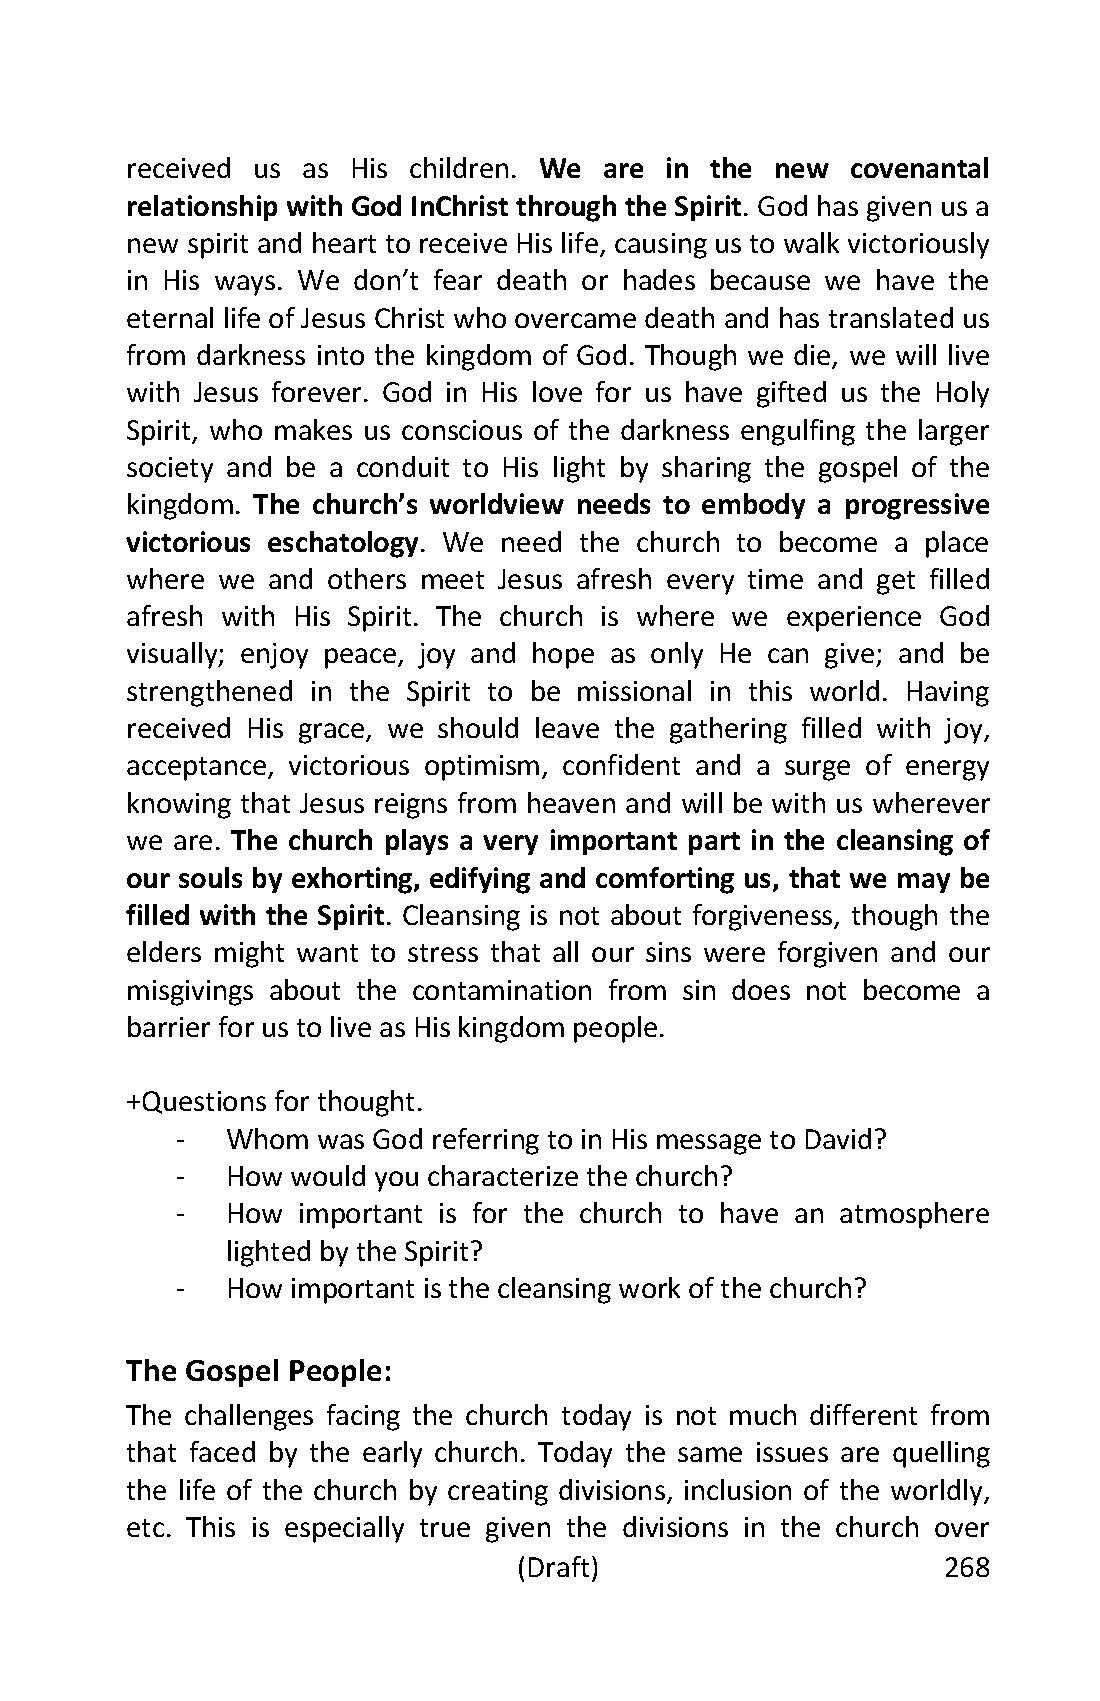 received us as His children. We are in the new covenantal
relationship with God InChrist through the Spirit. God has given us a
new spirit and heart to receive His life, causing us to walk victoriously
in His ways. We don’t fear death or hades because we have the
eternal life of Jesus Christ who overcame death and has translated us
from darkness into the kingdom of God. Though we die, we will live
with Jesus forever. God in His love for us have gifted us the Holy
Spirit, who makes us conscious of the darkness engulfing the larger
society and be a conduit to His light by sharing the gospel of the
kingdom. The church’s worldview needs to embody a progressive
victorious eschatology. We need the church to become a place
where we and others meet Jesus afresh every time and get filled
afresh with His Spirit. The church is where we experience God
visually; enjoy peace, joy and hope as only He can give; and be
strengthened in the Spirit to be missional in this world. Having
received His grace, we should leave the gathering filled with joy,
acceptance, victorious optimism, confident and a surge of energy
knowing that Jesus reigns from heaven and will be with us wherever
we are. The church plays a very important part in the cleansing of
our souls by exhorting, edifying and comforting us, that we may be
filled with the Spirit. Cleansing is not about forgiveness, though the
elders might want to stress that all our sins were forgiven and our
misgivings about the contamination from sin does not become a
barrier for us to live as His kingdom people.
+Questions for thought.
- Whom was God referring to in His message to David?
- How would you characterize the church?
- How important is for the church to have an atmosphere
lighted by the Spirit?
- How important is the cleansing work of the church?
The Gospel People:
The challenges facing the church today is not much different from
that faced by the early church. Today the same issues are quelling
the life of the church by creating divisions, inclusion of the worldly,
etc. This is especially true given the divisions in the church over
(Draft) 268